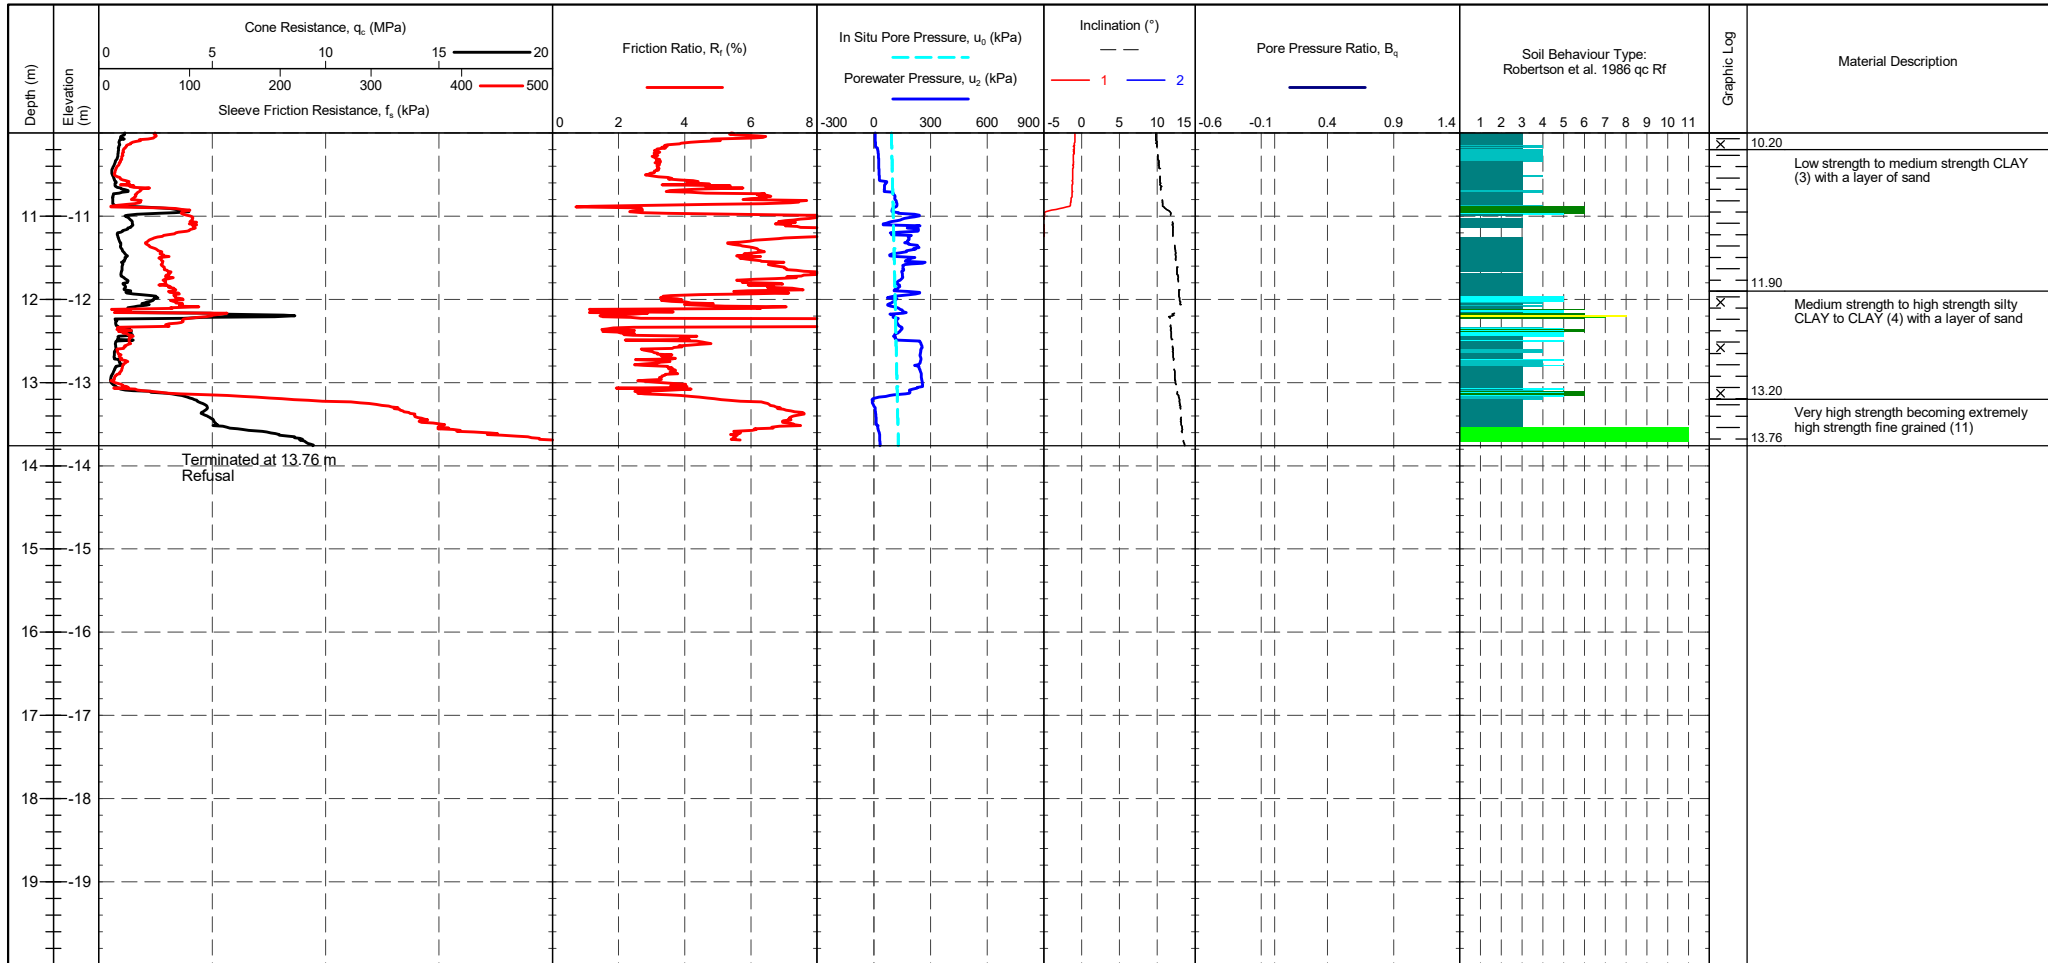 Depth (m)
Elevation
(m)
Cone Resistance, qc (MPa)
0 5 10 15 20
0 100 200 300 400 500
Sleeve Friction Resistance, fs (kPa)
Friction Ratio, Rf (%)
0 2 4 6 8
In Situ Pore Pressure, u0 (kPa)
Porewater Pressure, u2 (kPa)
-300 0 300 600 900
Inclination (°)
1 2
-5 0 5 10 15
Pore Pressure Ratio, Bq
-0.6 -0.1 0.4 0.9 1.4
Soil Behaviour Type:
Robertson et al. 1986 qc Rf
1 2 3 4 5 6 7 8 9 10 11
Graphic Log
Material Description
10.20
Low strength to medium strength CLAY
(3) with a layer of sand
11 -11
11.90
12 -12
Medium strength to high strength silty
CLAY to CLAY (4) with a layer of sand
13 -13
13.20
Very high strength becoming extremely
high strength fine grained (11)
13.76
Terminated at 13.76 m
Refusal
14 -14
15 -15
16 -16
17 -17
18 -18
19 -19